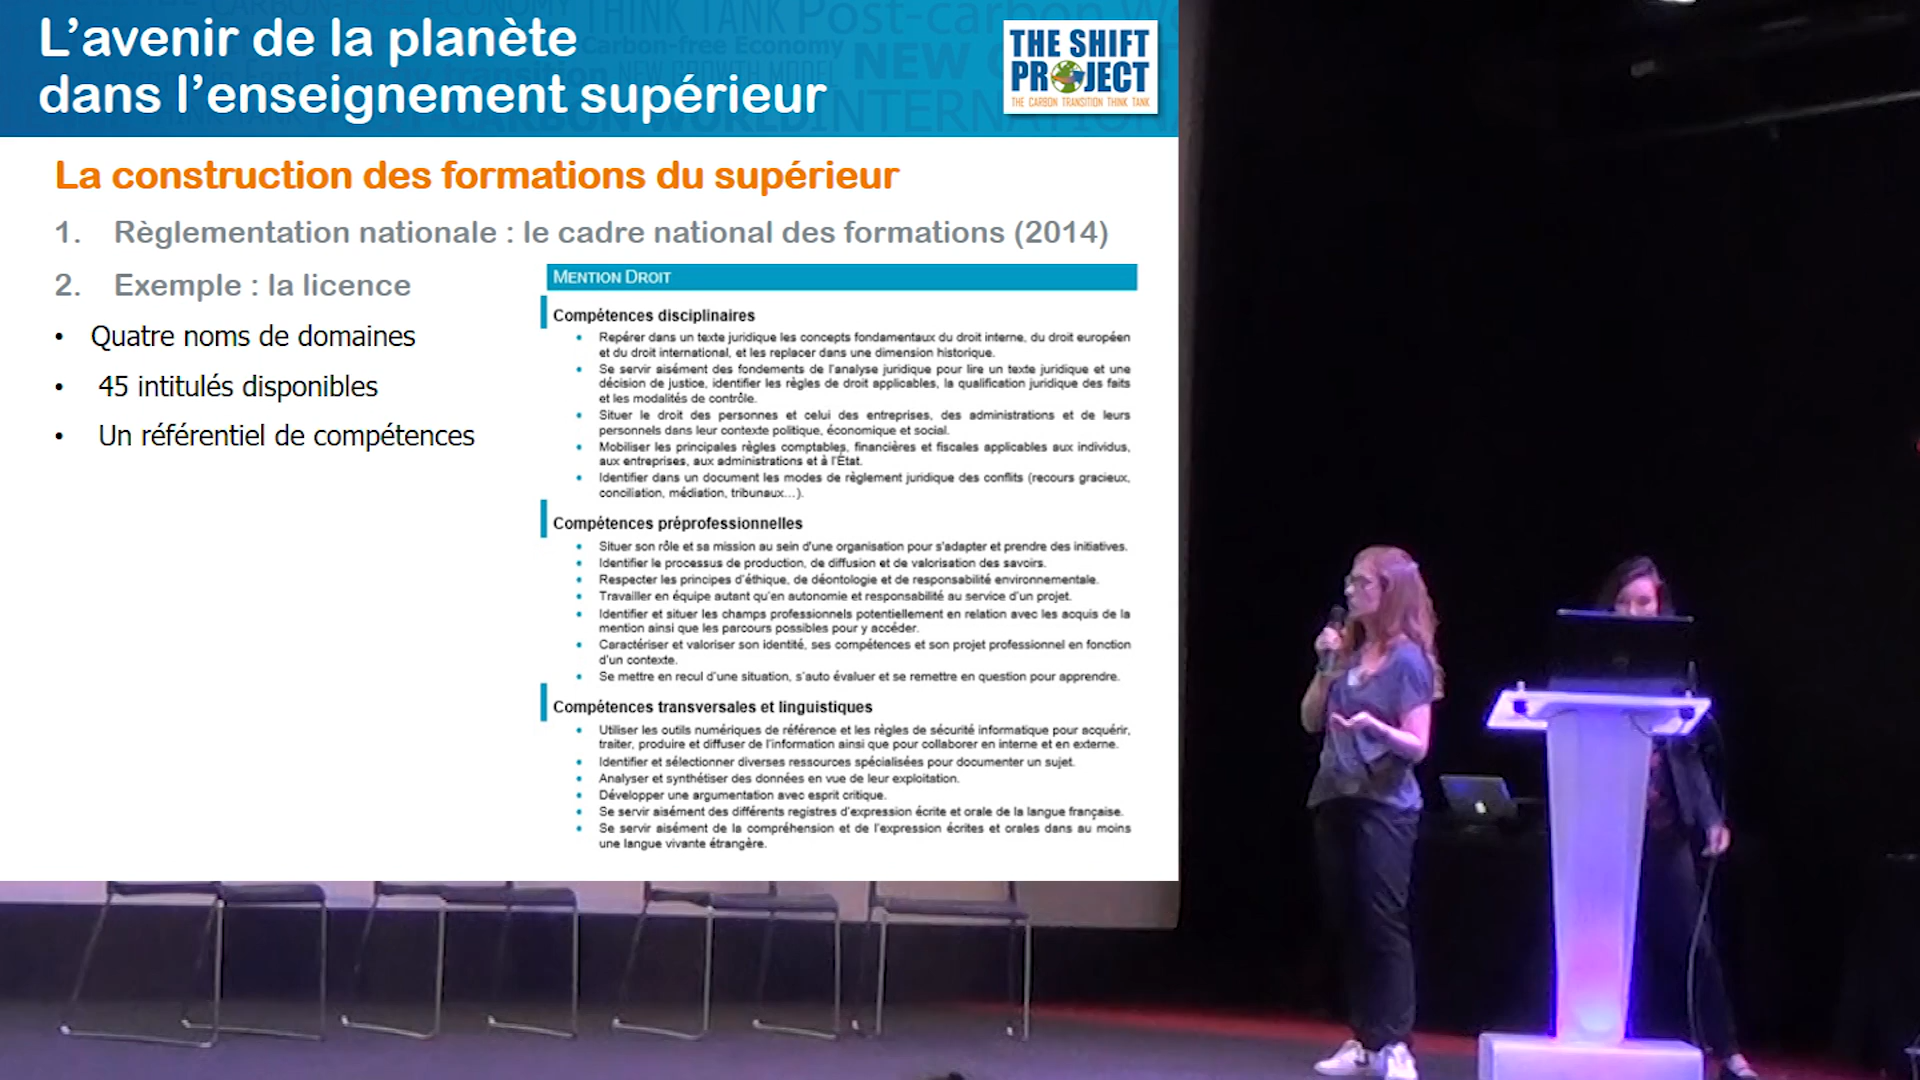 CARBON-FREE ECONOMY THINK TANK Post-carbon
L’avenir de la planète
Carbon-free Economy
NEW
transition NEW GROWTH MODEL
dans l’enseignement supérieur
CARBON WORLD INTERNATION
THE SHIFT
PROJECT
THE CARBON TRANSITION THINK TANK
La construction des formations du supérieur
1. Règlementation nationale : le cadre national des formations (2014)
2. Exemple : la licence
• Quatre noms de domaines
• 45 intitulés disponibles
• Un référentiel de compétences
MENTION DROIT
Compétences disciplinaires
• Repérer dans un texte juridique les concepts fondamentaux du droit interne, du droit européen
et du droit international, et les replacer dans une dimension historique.
• Se servir aisément des fondements de l’analyse juridique pour lire un texte juridique et une
décision de justice, identifier les règles de droit applicables, la qualification juridique des faits
et les modalités de contrôle.
• Situer le droit des personnes et celui des entreprises, des administrations et de leurs
personnels dans leur contexte politique, économique et social.
• Mobiliser les principales règles comptables, financières et fiscales applicables aux individus,
aux entreprises, aux administrations et à l’État.
• Identifier dans un document les modes de règlement juridique des conflits (recours gracieux,
conciliation, médiation, tribunaux…).
Compétences préprofessionnelles
• Situer son rôle et sa mission au sein d’une organisation pour s’adapter et prendre des initiatives.
• Identifier le processus de production, de diffusion et de valorisation des savoirs.
• Respecter les principes d’éthique, de déontologie et de responsabilité environnementale.
• Travailler en équipe autant qu’en autonomie et responsabilité au service d’un projet.
• Identifier et situer les champs professionnels potentiellement en relation avec les acquis de la
mention ainsi que les parcours possibles pour y accéder.
• Caractériser et valoriser son identité, ses compétences et son projet professionnel en fonction
d’un contexte.
• Se mettre en recul d’une situation, s’auto évaluer et se remettre en question pour apprendre.
Compétences transversales et linguistiques
• Utiliser les outils numériques de référence et les règles de sécurité informatique pour acquérir,
traiter, produire et diffuser de l’information ainsi que pour collaborer en interne et en externe.
• Identifier et sélectionner diverses ressources spécialisées pour documenter un sujet.
• Analyser et synthétiser des données en vue de leur exploitation.
• Développer une argumentation avec esprit critique.
• Se servir aisément des différents registres d’expression écrite et orale de la langue française.
• Se servir aisément de la compréhension et de l’expression écrites et orales dans au moins
une langue vivante étrangère.